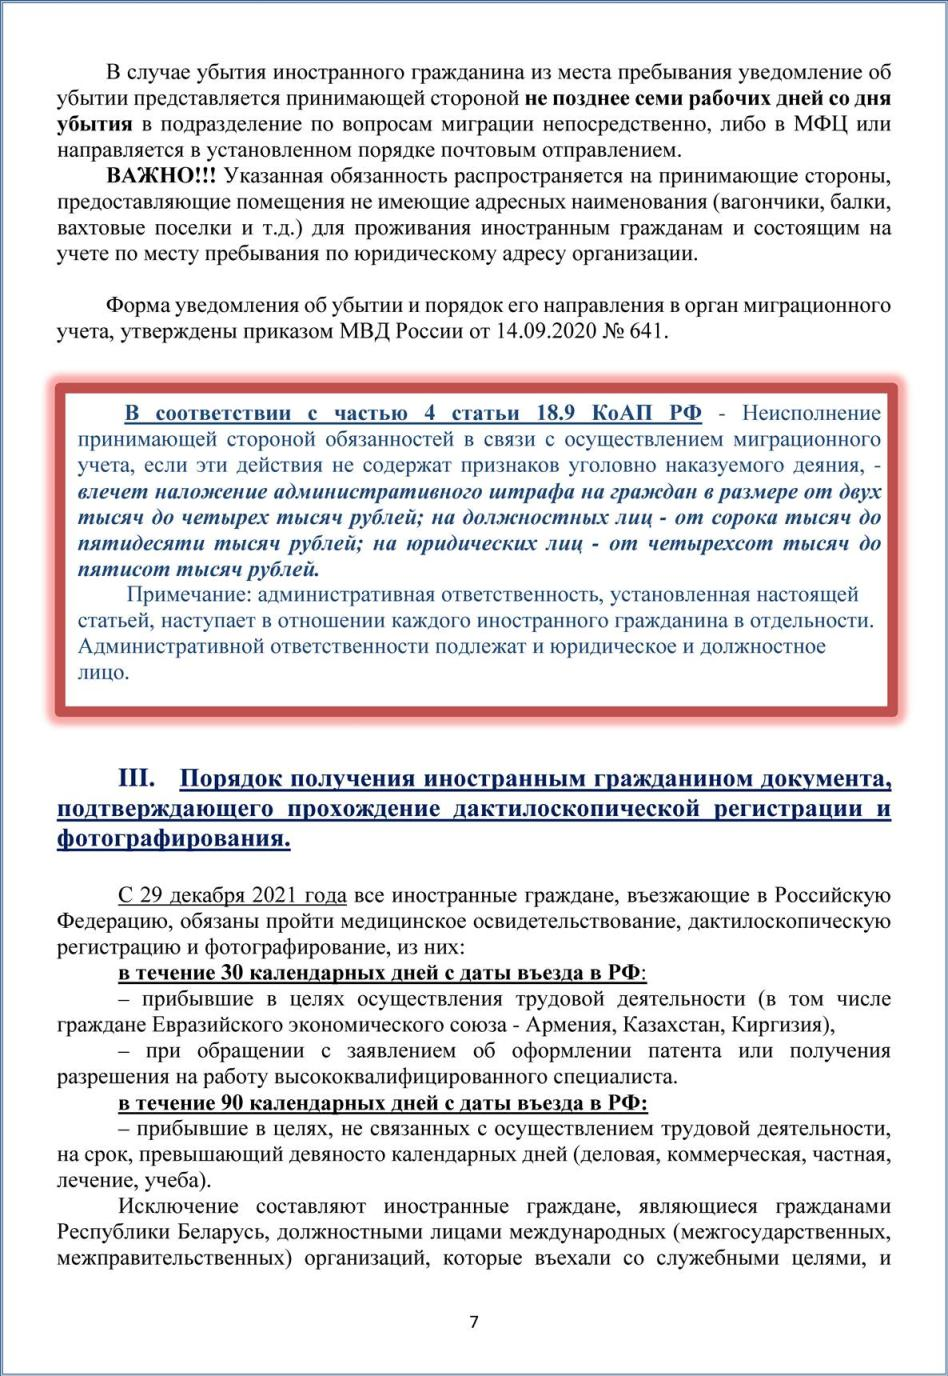 В случае убытия иностранного гражданина из места пребывания уведомление об
убытии представляется принимающей стороной не позднее семи рабочих дней со дня
убытия в подразделение по вопросам миграции непосредственно, либо в МФЦ или
направляется в установленном порядке почтовым отправлением.
ВАЖНО!!! Указанная обязанность распространяется на принимающие стороны,
предоставляющие помещения не имеющие адресных наименования (вагончики, балки,
вахтовые поселки и т.д.) для проживания иностранным гражданам и состоящим на
учете по месту пребывания по юридическому адресу организации.
Форма уведомления об убытии и порядок его направления в орган миграционного
учета, утверждены приказом МВД России от 14.09.2020 № 641.
В соответствии с частью 4 статьи 18.9 КоАП РФ - Неисполнение
принимающей стороной обязанностей в связи с осуществлением миграционного
учета, если эти действия не содержат признаков уголовно наказуемого деяния, -
влечет наложение административного штрафа на граждан в размере от двух
тысяч до четырех тысяч рублей; на должностных лиц - от сорока тысяч до
пятидесяти тысяч рублей; на юридических лиц - от четырехсот тысяч до
пятисот тысяч рублей.
Примечание: административная ответственность, установленная настоящей
статьей, наступает в отношении каждого иностранного гражданина в отдельности.
Административной ответственности подлежат и юридическое и должностное
лицо.
III. Порядок получения иностранным гражданином документа,
подтверждающего прохождение дактилоскопической регистрации и
фотографирования.
С 29 декабря 2021 года все иностранные граждане, въезжающие в Российскую
Федерацию, обязаны пройти медицинское освидетельствование, дактилоскопическую
регистрацию и фотографирование, из них:
в течение 30 календарных дней с даты въезда в РФ:
– прибывшие в целях осуществления трудовой деятельности (в том числе
граждане Евразийского экономического союза - Армения, Казахстан, Киргизия),
– при обращении с заявлением об оформлении патента или получения
разрешения на работу высококвалифицированного специалиста.
в течение 90 календарных дней с даты въезда в РФ:
– прибывшие в целях, не связанных с осуществлением трудовой деятельности,
на срок, превышающий девяносто календарных дней (деловая, коммерческая, частная,
лечение, учеба).
Исключение составляют иностранные граждане, являющиеся гражданами
Республики Беларусь, должностными лицами международных (межгосударственных,
межправительственных) организаций, которые въехали со служебными целями, и
7